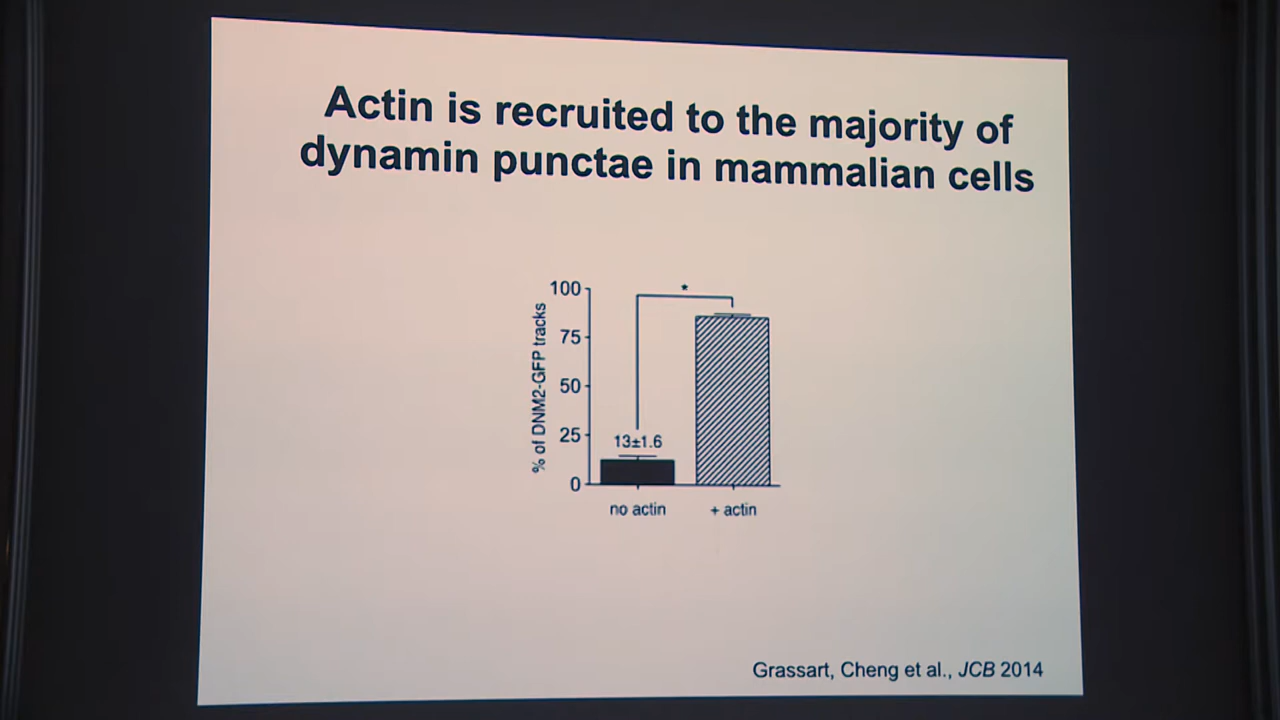 Actin is recruited to the majority of
dynamin punctae in mammalian cells
% of DNM2-GFP tracks
100
75
50
25
0
*
13±1.6
no actin
+ actin
Grassart, Cheng et al., JCB 2014